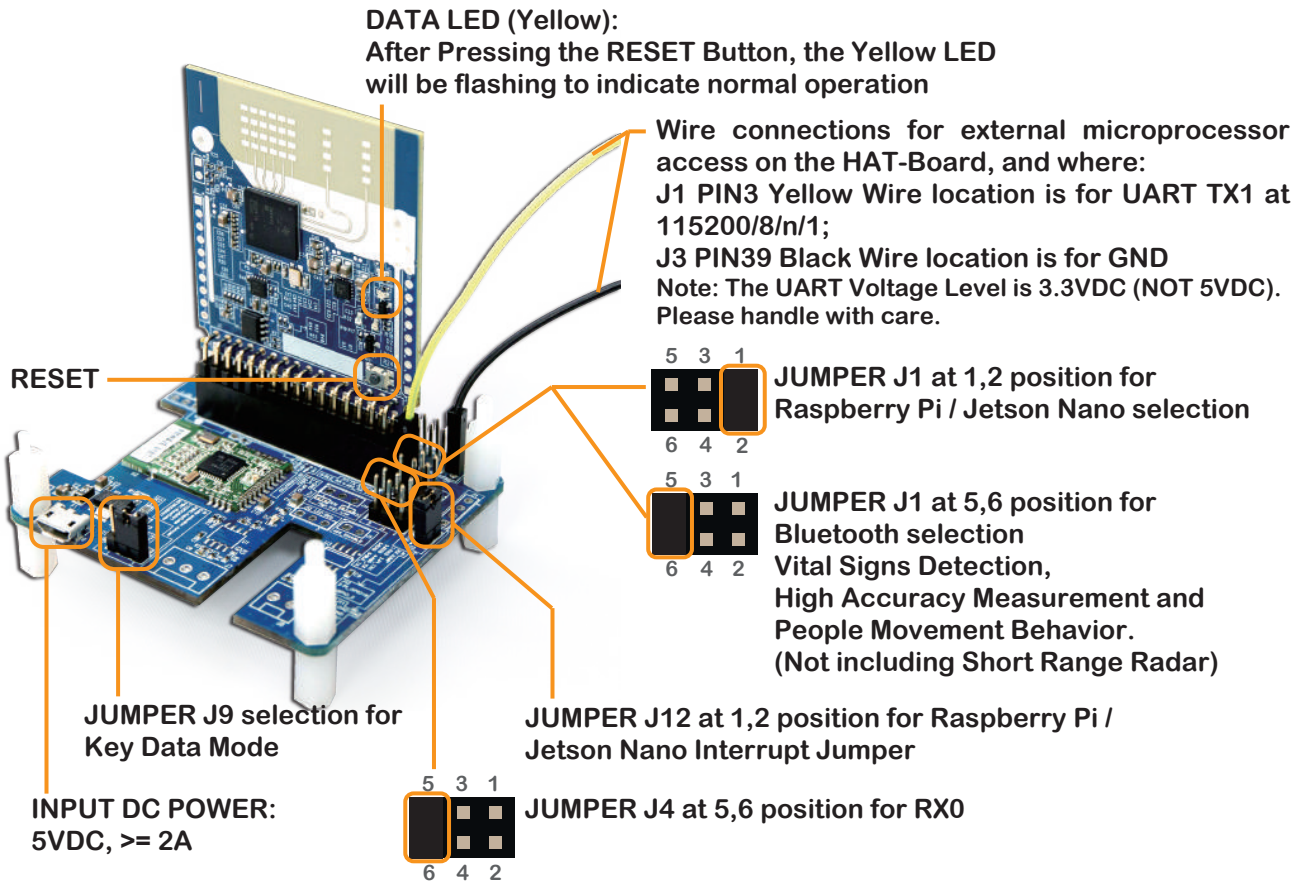 DATA LED (Yellow):
After Pressing the RESET Button, the Yellow LED
will be flashing to indicate normal operation
Wire connections for external microprocessor
access on the HAT-Board, and where:
J1 PIN3 Yellow Wire location is for UART TX1 at
115200/8/n/1;
J3 PIN39 Black Wire location is for GND
Note: The UART Voltage Level is 3.3VDC (NOT 5VDC).
Please handle with care.
RESET
5 3 1
JUMPER J1 at 1,2 position for
Raspberry Pi / Jetson Nano selection
6 4 2
5 3 1
JUMPER J1 at 5,6 position for
Bluetooth selection
6 4 2
Vital Signs Detection,
High Accuracy Measurement and
People Movement Behavior.
(Not including Short Range Radar)
JUMPER J9 selection for
Key Data Mode
JUMPER J12 at 1,2 position for Raspberry Pi /
Jetson Nano Interrupt Jumper
INPUT DC POWER:
5VDC, >= 2A
5 3 1
JUMPER J4 at 5,6 position for RX0
6 4 2